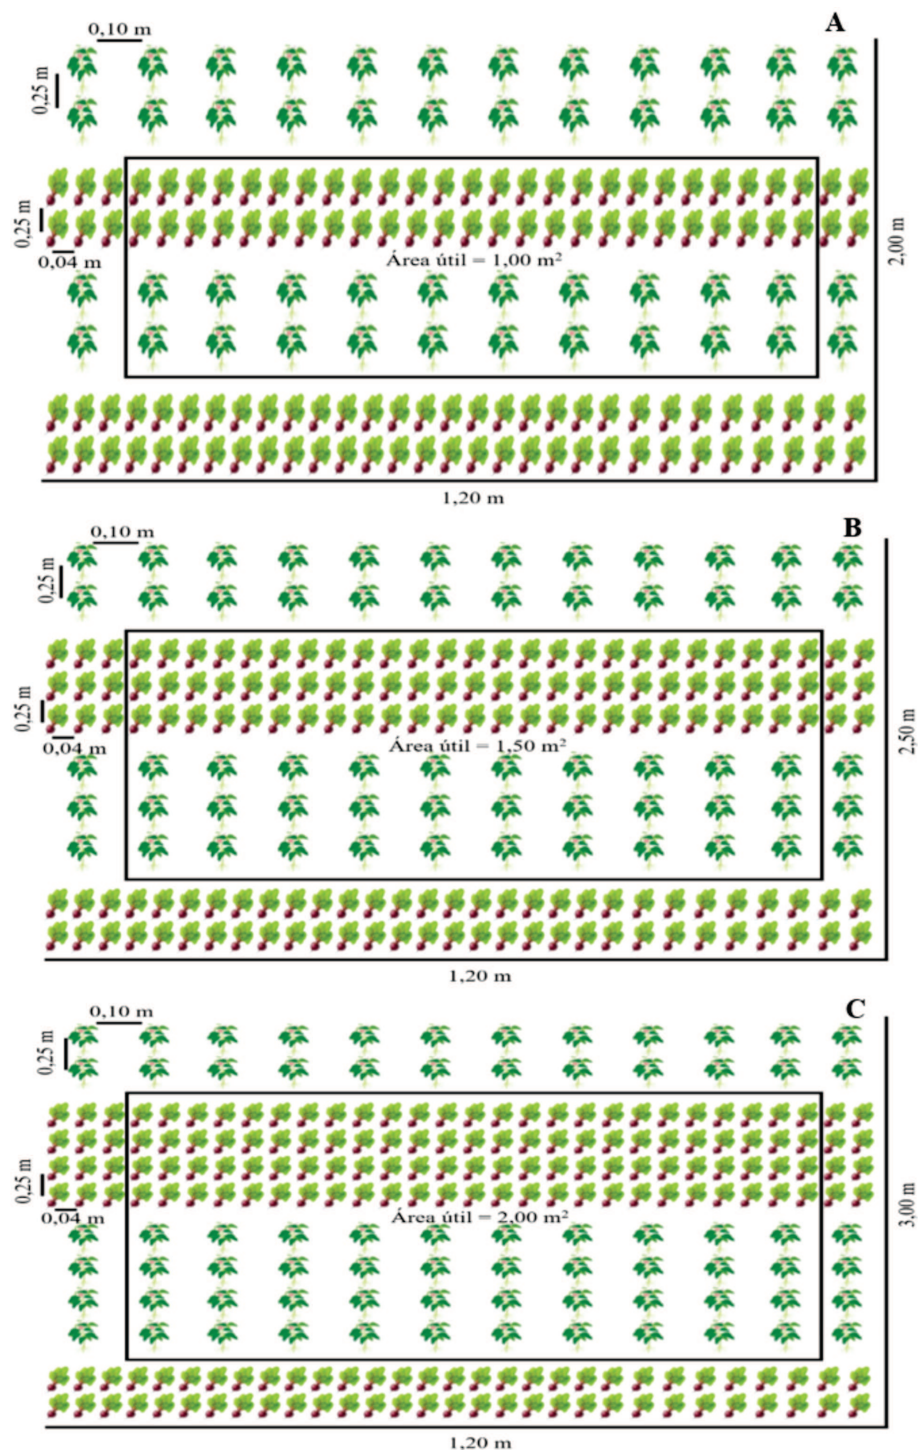 0,10 m
A
0,25 m
0,25 m
0,04 m
Área útil = 1,00 m²
2,00 m
1,20 m
0,10 m
B
0,25 m
0,25 m
0,04 m
Área útil = 1,50 m²
2,50 m
1,20 m
0,10 m
C
0,25 m
0,25 m
0,04 m
Área útil = 2,00 m²
3,00 m
1,20 m